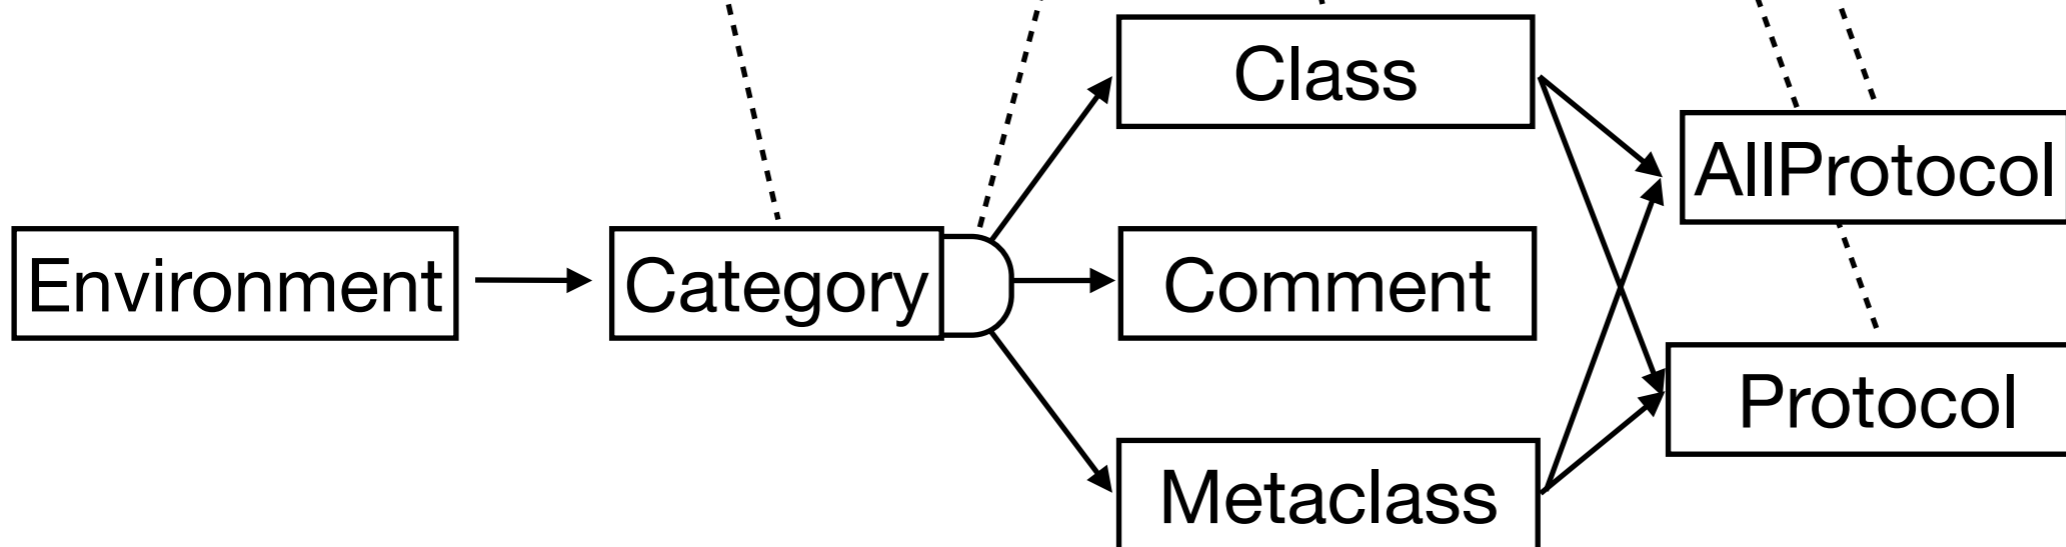 Class
AllProtocol
Environment
Category
Comment
Protocol
Metaclass